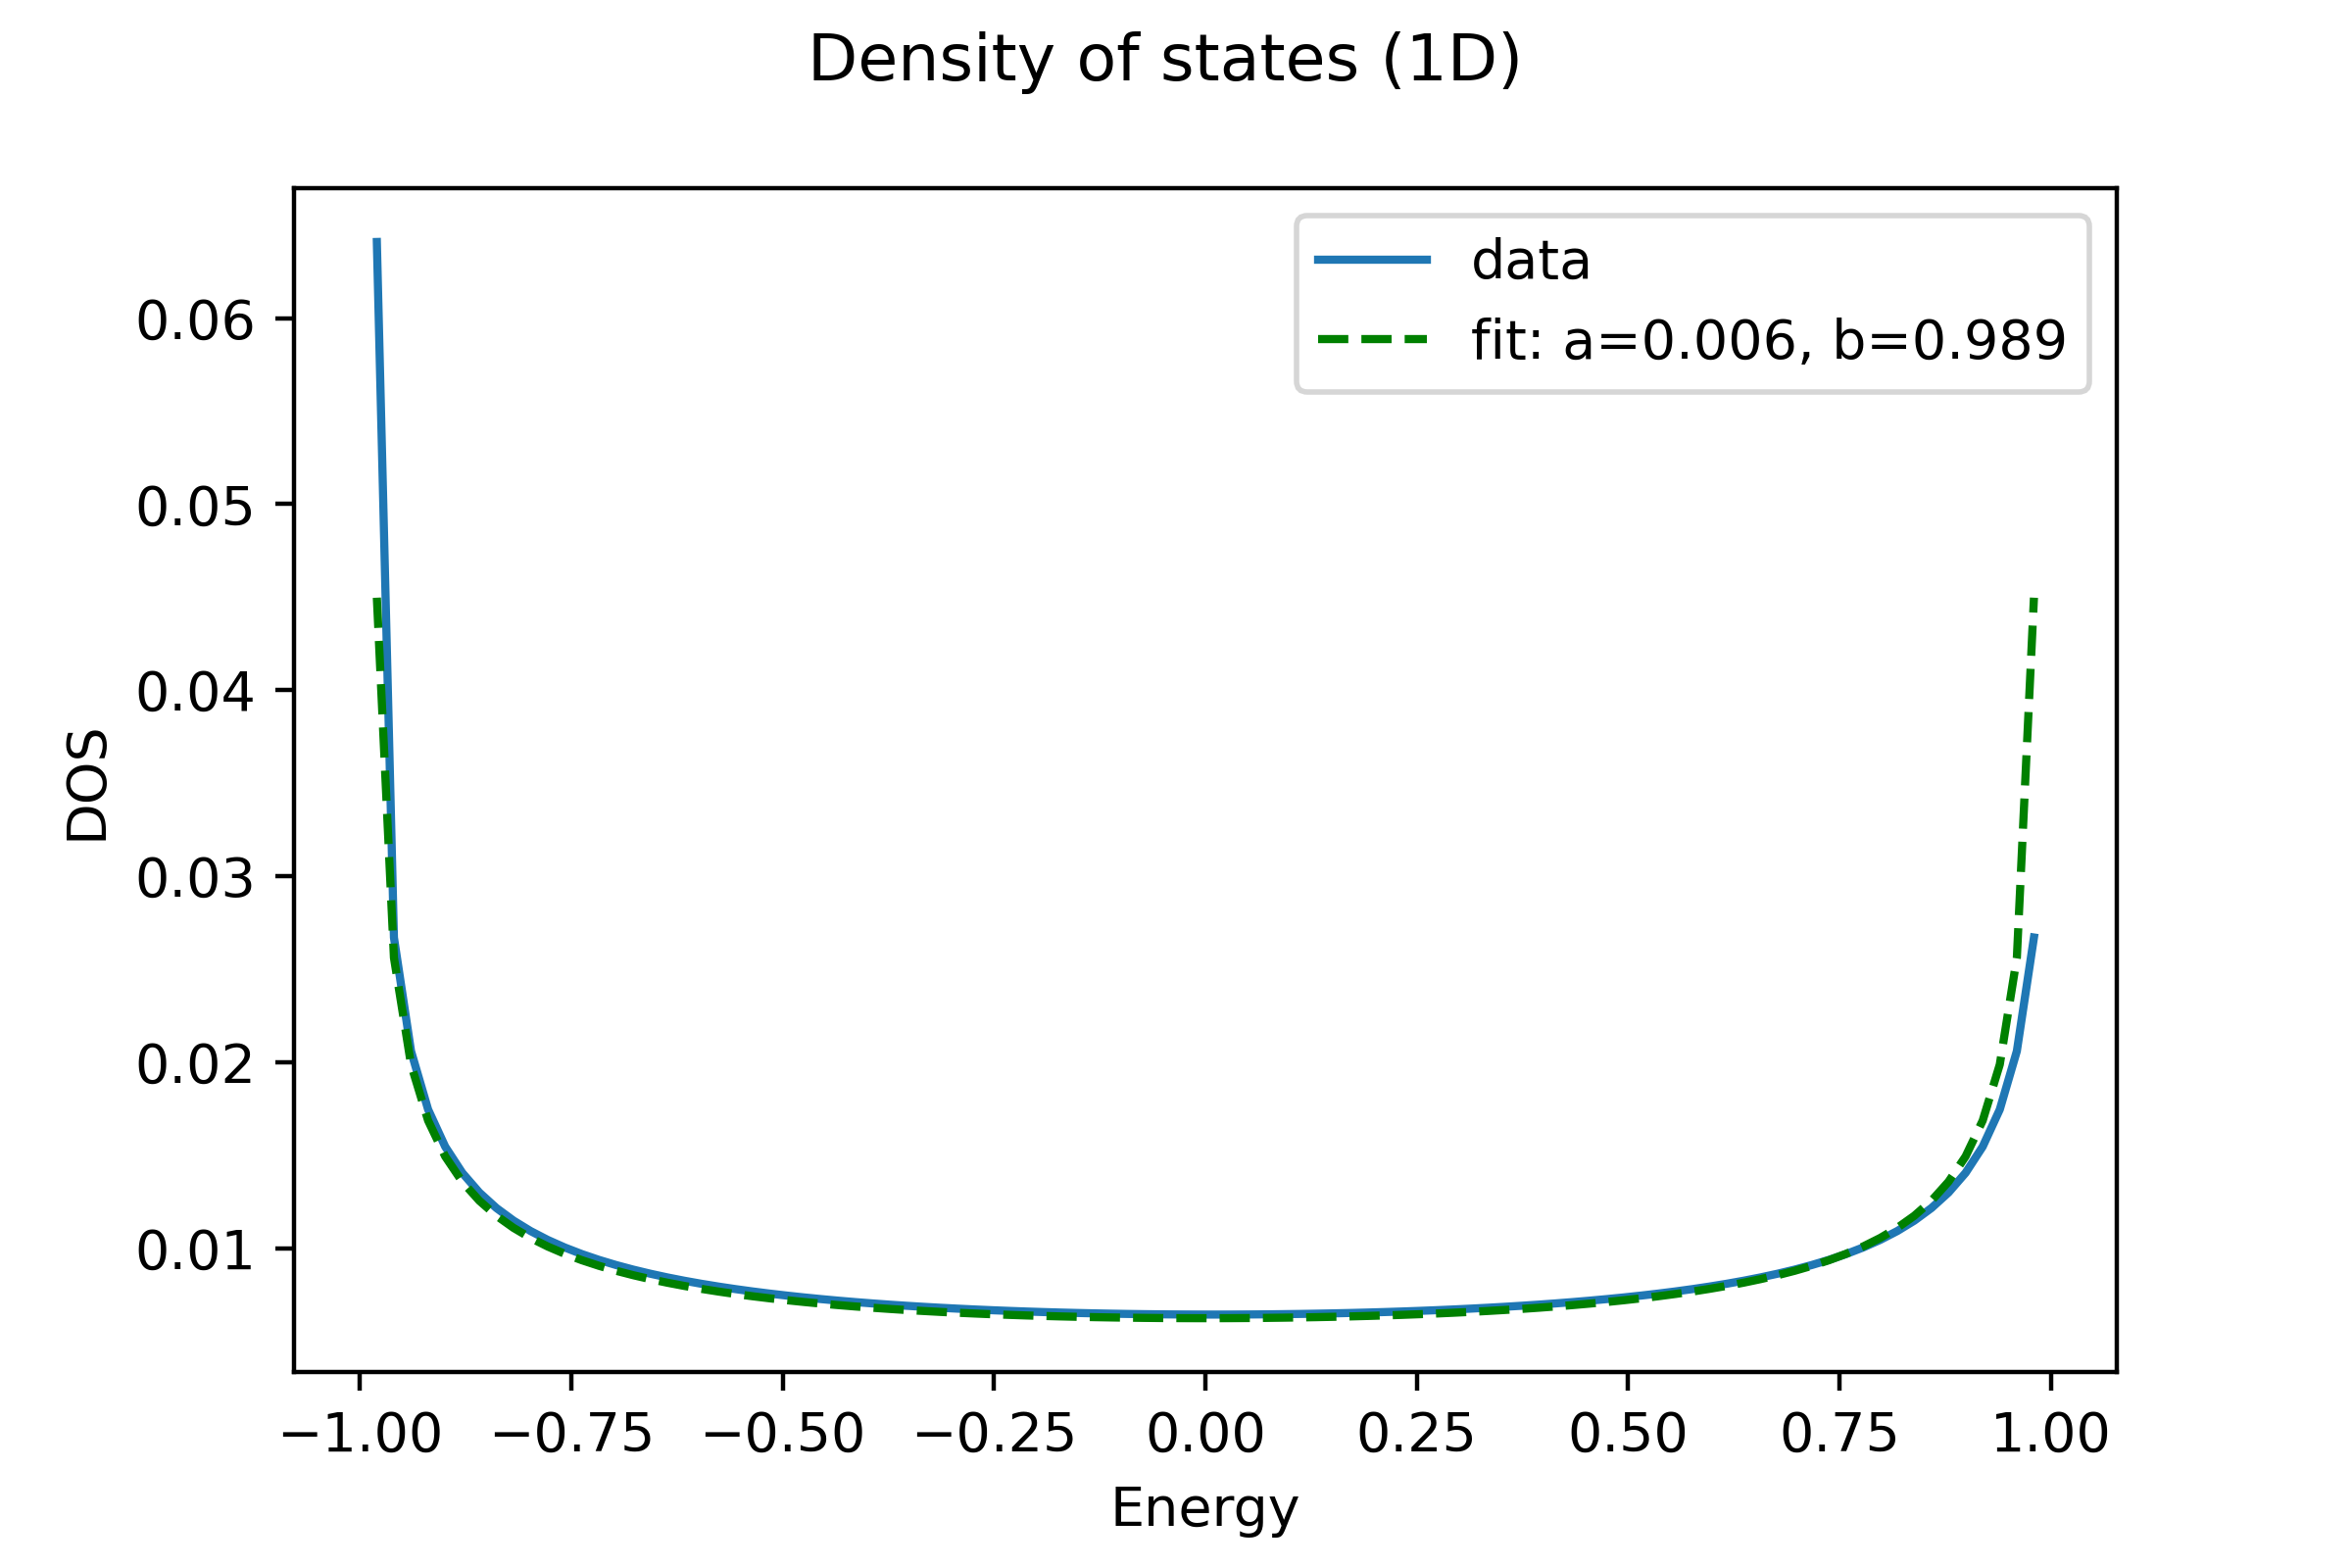 Density of states (1D)
data
fit: a=0.006, b=0.989
0.06
0.05
0.04
0.03
0.02
0.01
DOS
−1.00 −0.75 −0.50 −0.25 0.00 0.25 0.50 0.75 1.00
Energy